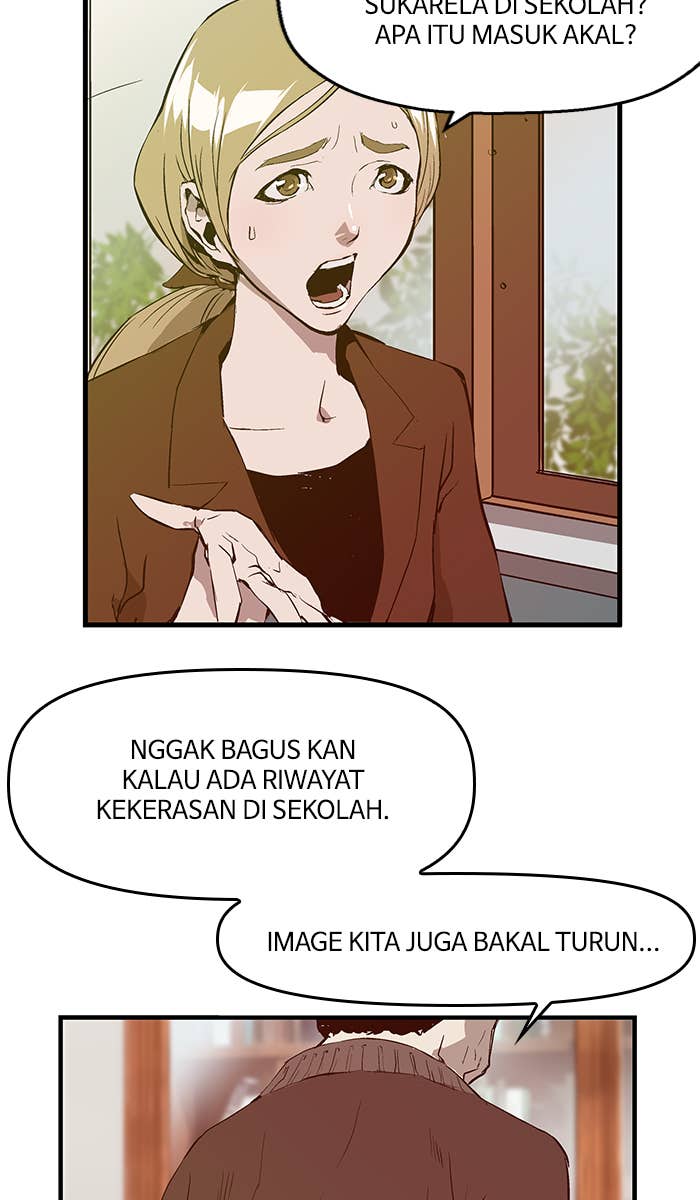 SUKARELA DI SEKOLAH?
APA ITU MASUK AKAL?
NGGAK BAGUS KAN
KALAU ADA RIWAYAT
KEKERASAN DI SEKOLAH.
IMAGE KITA JUGA BAKAL TURUN...